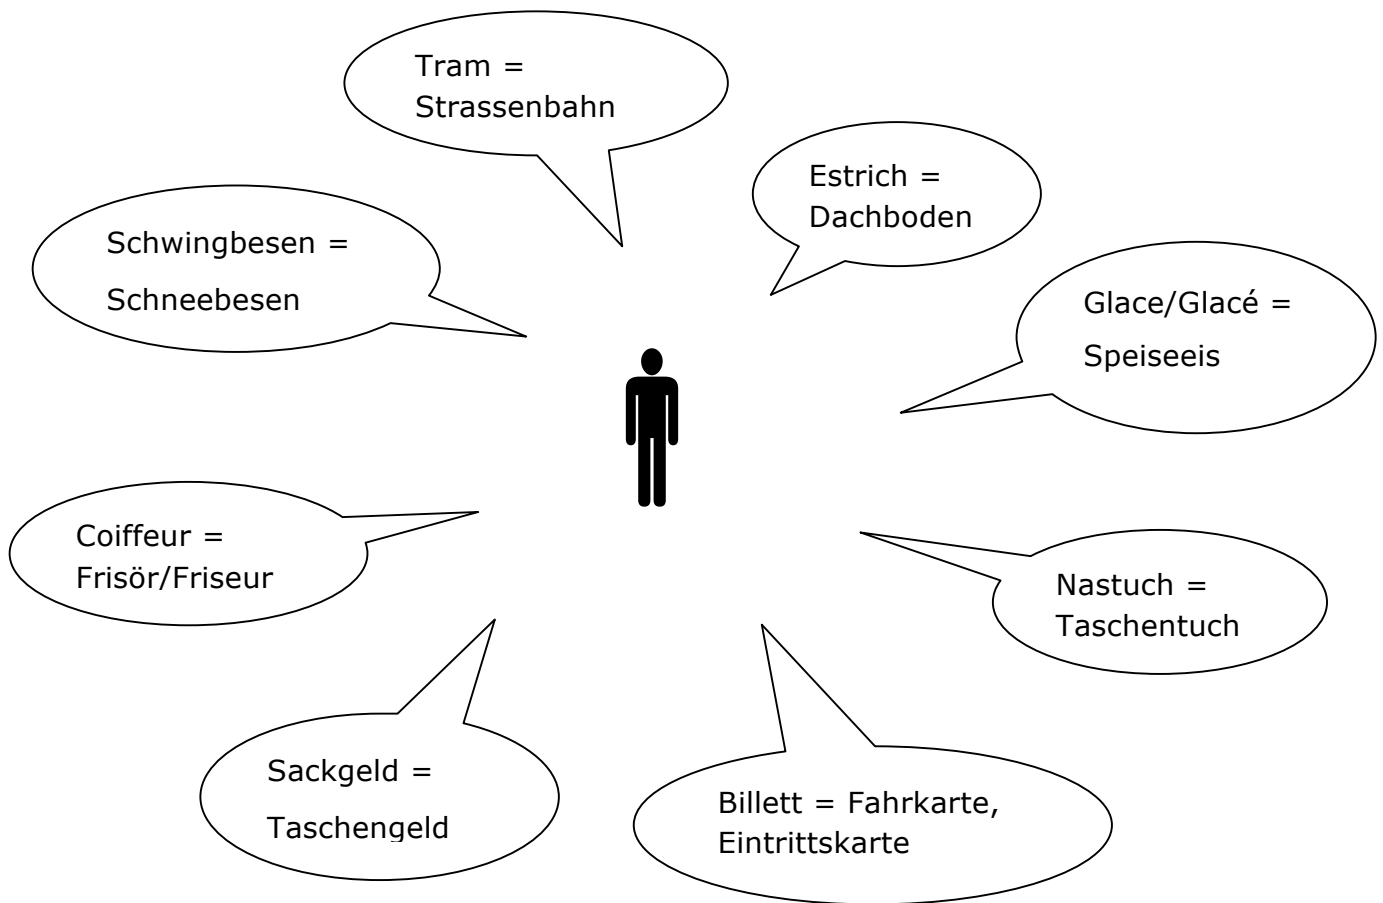 Tram =
Strassenbahn
Estrich =
Dachboden
Schwingbesen =
Schneebesen
Glace/Glacé =
Speiseeis
Coiffeur =
Frisör/Friseur
Nastuch =
Taschentuch
Sackgeld =
Taschengeld
Billett = Fahrkarte,
Eintrittskarte